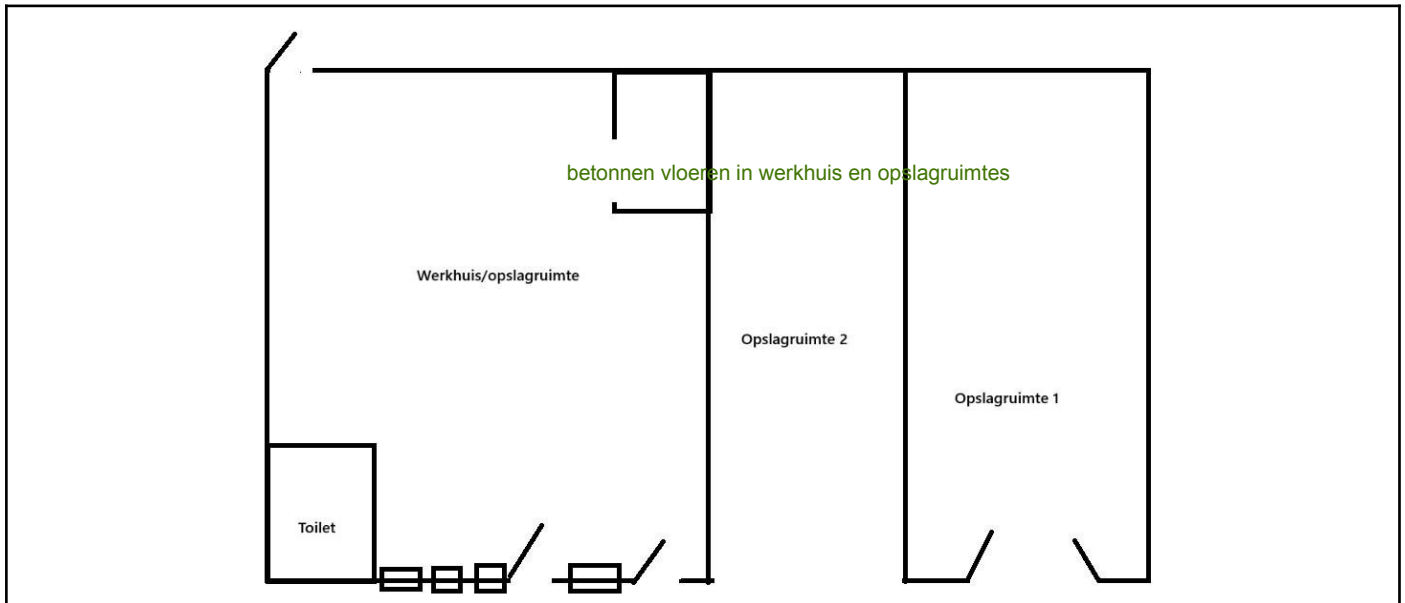 betonnen vloeren in werkhuis en opslagruimtes
Werkhuis/opslagruimte
Opslagruimte 2
Opslagruimte 1
Toilet